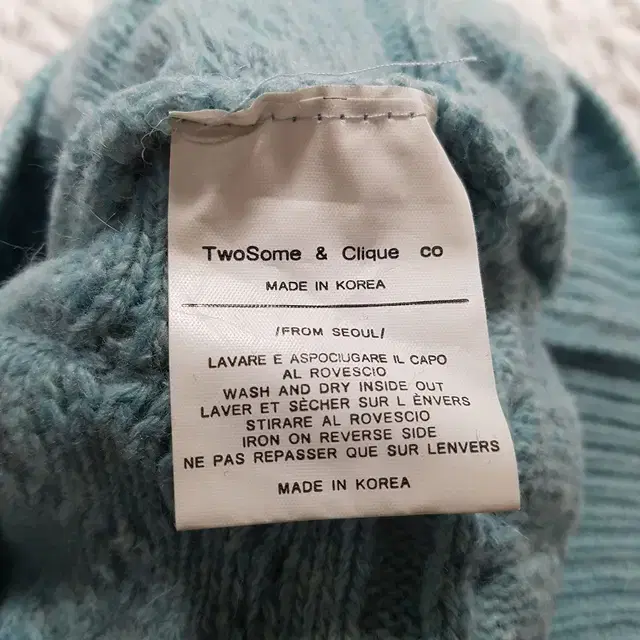 TwoSome & Clique co
MADE IN KOREA
/FROM SEOUL/
LAVARE E ASPOCIUGARE IL CAPO
AL ROVESCIO
WASH AND DRY INSIDE OUT
LAVER ET SÈCHER SUR L ÈNVERS
STIRARE AL ROVESCIO
IRON ON REVERSE SIDE
NE PAS REPASSER QUE SUR LENVERS
MADE IN KOREA